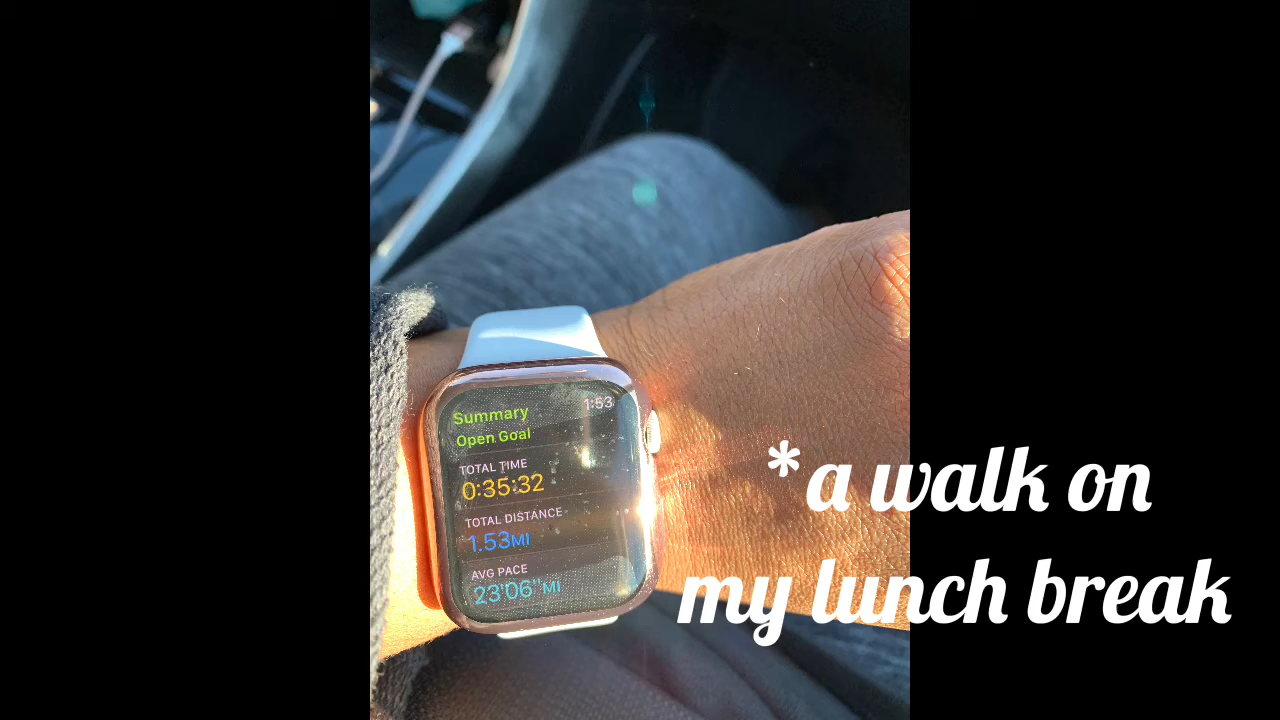 Summary 1:53
Open Goal
TOTAL TIME
0:35:32
TOTAL DISTANCE
1.53MI
AVG PACE
23'06"MI
*a walk on
my lunch break